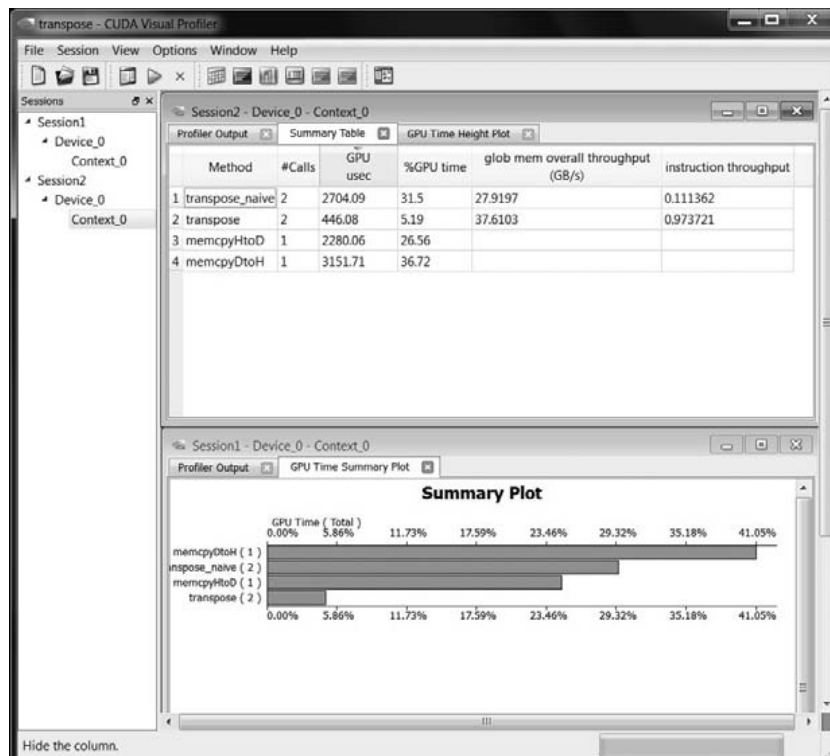 transpose - CUDA Visual Profiler
File Session View Options Window Help
Sessions
Session1
Device_0
Context_0
Session2
Device_0
Context_0
Session2 - Device_0 - Context_0
Profiler Output Summary Table GPU Time Height Plot
Method #Calls GPU usec %GPU time glob mem overall throughput (GB/s) instruction throughput
1 transpose_naive 2 2704.09 31.5 27.9197 0.111362
2 transpose 2 446.08 5.19 37.6103 0.973721
3 memcpyHtoD 1 2280.06 26.56
4 memcpyDtoH 1 3151.71 36.72
Session1 - Device_0 - Context_0
Profiler Output GPU Time Summary Plot
Summary Plot
GPU Time ( Total )
0.00% 5.86% 11.73% 17.59% 23.46% 29.32% 35.18% 41.05%
memcpyDtoH ( 1 )
nspose_naive ( 2 )
memcpyHtoD ( 1 )
transpose ( 2 )
0.00% 5.86% 11.73% 17.59% 23.46% 29.32% 35.18% 41.05%
Hide the column.